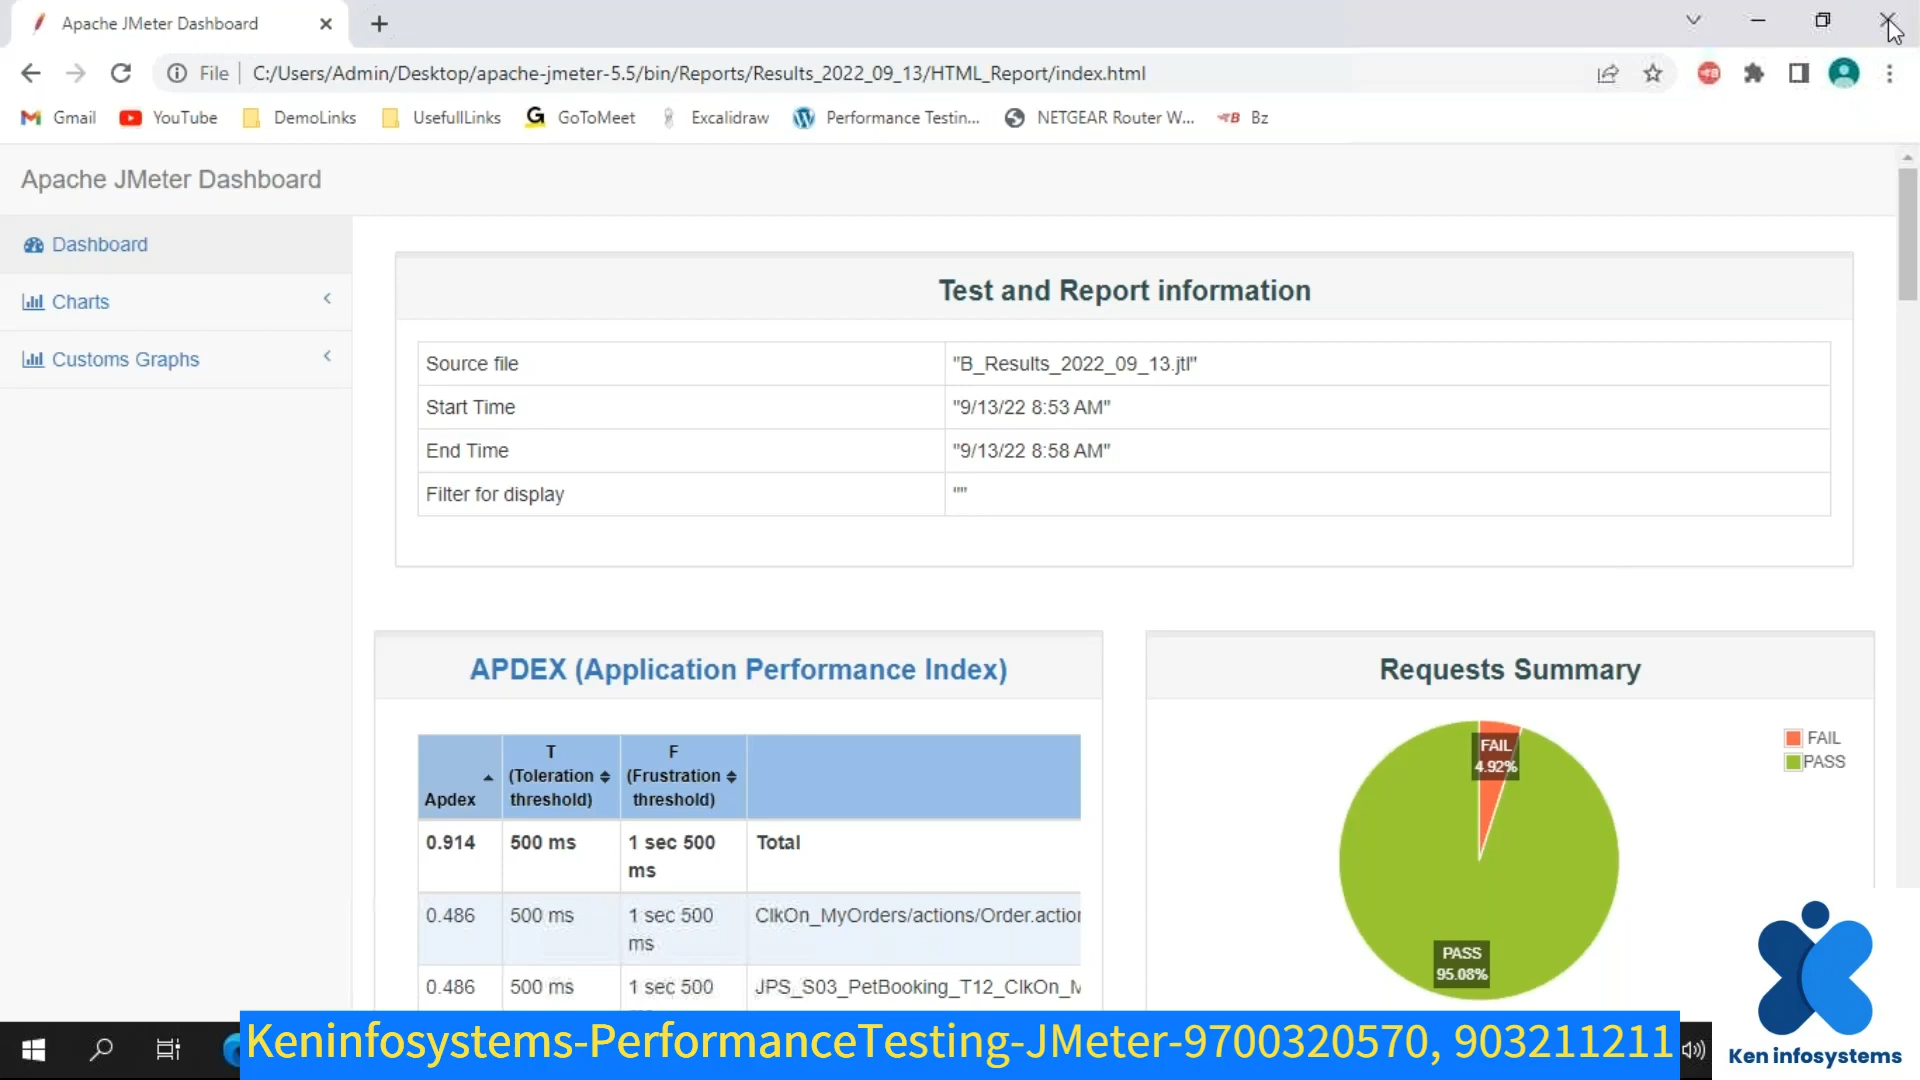 Apache JMeter Dashboard
File
C:/Users/Admin/Desktop/apache-jmeter-5.5/bin/Reports/Results_2022_09_13/HTML_Report/index.html
Gmail
YouTube
DemoLinks
UsefullLinks
GoToMeet
Excalidraw
Performance Testin...
NETGEAR Router W...
Bz
Apache JMeter Dashboard
Dashboard
Charts
Customs Graphs
Test and Report information
Source file "B_Results_2022_09_13.jtl"
Start Time "9/13/22 8:53 AM"
End Time "9/13/22 8:58 AM"
Filter for display ""
APDEX (Application Performance Index)
Apdex
T (Toleration threshold)
F (Frustration threshold)
0.914 500 ms 1 sec 500 ms Total
0.486 500 ms 1 sec 500 ms ClkOn_MyOrders/actions/Order.action
0.486 500 ms 1 sec 500 JPS_S03_PetBooking_T12_ClkOn_M
Requests Summary
FAIL
4.92%
PASS
95.08%
FAIL
PASS
Keninfosystems-PerformanceTesting-JMeter-9700320570, 903211211
Ken infosystems